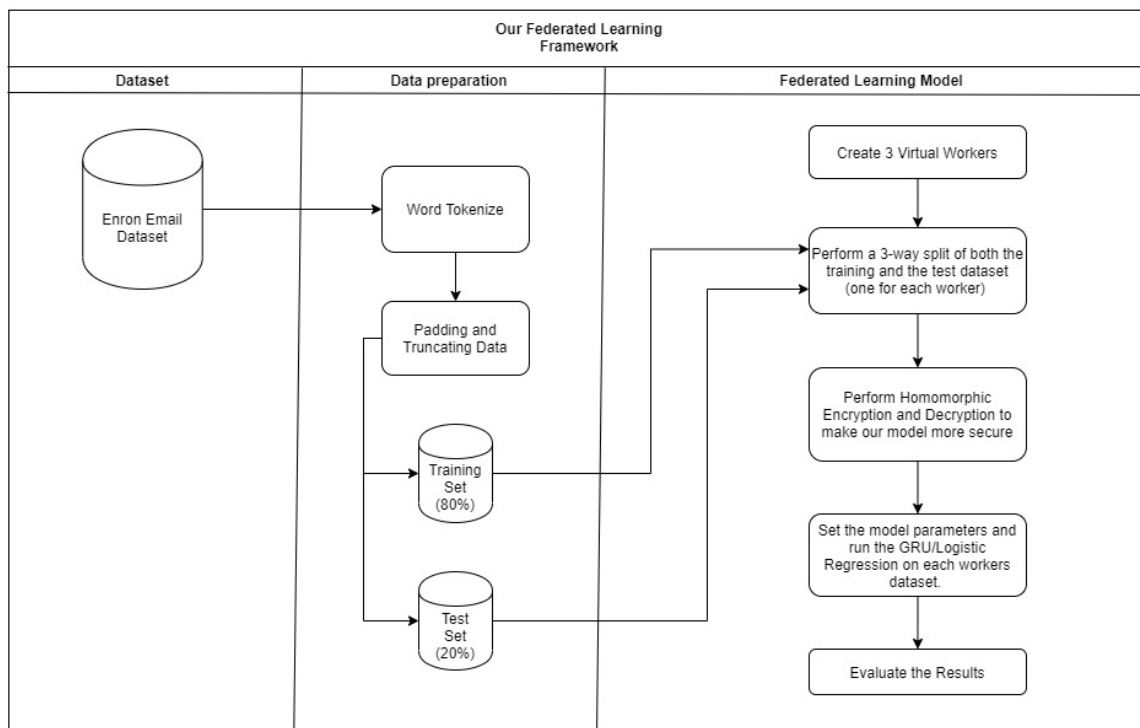 Our Federated Learning
Framework
Dataset
Data preparation
Federated Learning Model
Enron Email
Dataset
Word Tokenize
Padding and
Truncating Data
Training
Set
(80%)
Test
Set
(20%)
Create 3 Virtual Workers
Perform a 3-way split of both the
training and the test dataset
(one for each worker)
Perform Homomorphic
Encryption and Decryption to
make our model more secure
Set the model parameters and
run the GRU/Logistic
Regression on each workers
dataset.
Evaluate the Results